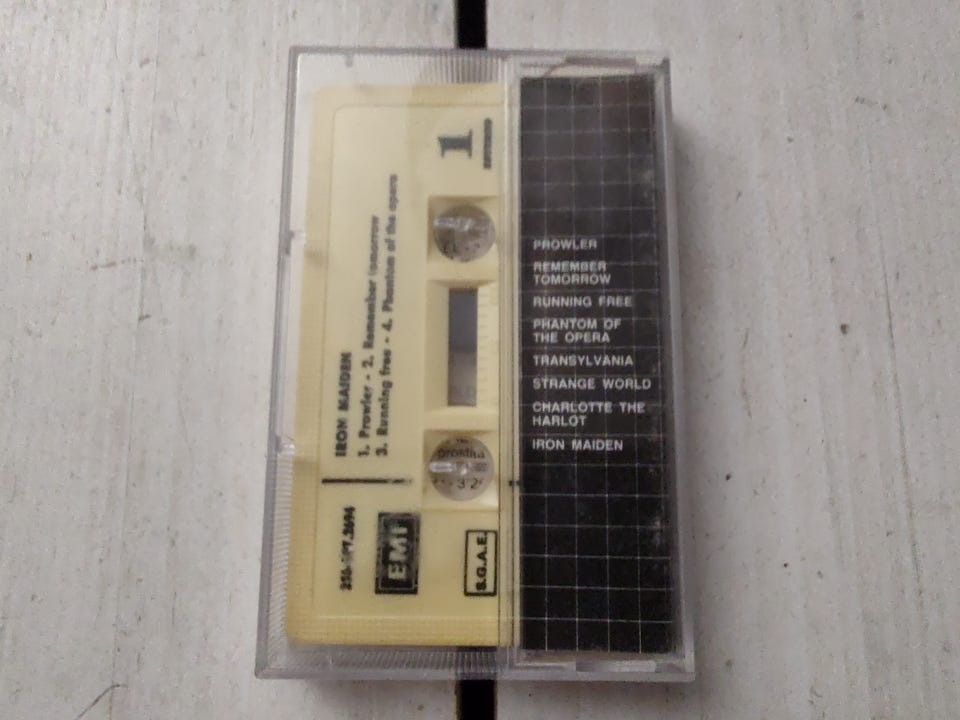 1
IRON MAIDEN
1. Prowler - 2. Remember tomorrow
3. Running free - 4. Phantom of the opera
EMI
S.G.A.E.
PROWLER
REMEMBER
TOMORROW
RUNNING FREE
PHANTOM OF
THE OPERA
TRANSYLVANIA
STRANGE WORLD
CHARLOTTE THE
HARLOT
IRON MAIDEN